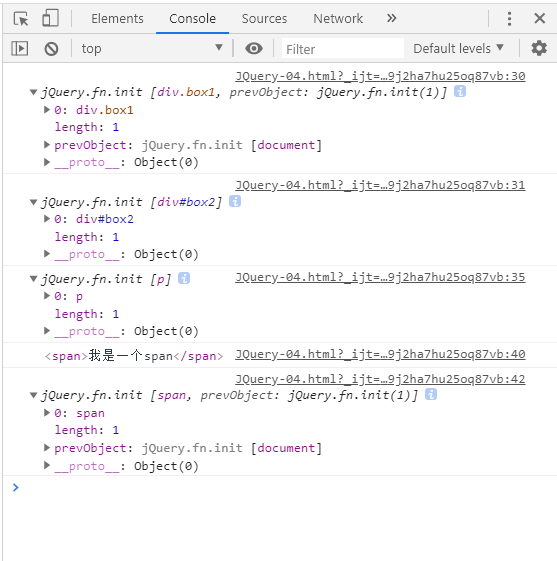 Elements Console Sources Network
top Filter Default levels
JQuery-04.html?_ijt=…9j2ha7hu25oq87vb:30
jQuery.fn.init [div.box1, prevObject: jQuery.fn.init(1)] i
0: div.box1
length: 1
prevObject: jQuery.fn.init [document]
__proto__: Object(0)
JQuery-04.html?_ijt=…9j2ha7hu25oq87vb:31
jQuery.fn.init [div#box2] i
0: div#box2
length: 1
__proto__: Object(0)
jQuery.fn.init [p] i JQuery-04.html?_ijt=…9j2ha7hu25oq87vb:35
0: p
length: 1
__proto__: Object(0)
<span>我是一个span</span> JQuery-04.html?_ijt=…9j2ha7hu25oq87vb:40
JQuery-04.html?_ijt=…9j2ha7hu25oq87vb:42
jQuery.fn.init [span, prevObject: jQuery.fn.init(1)] i
0: span
length: 1
prevObject: jQuery.fn.init [document]
__proto__: Object(0)